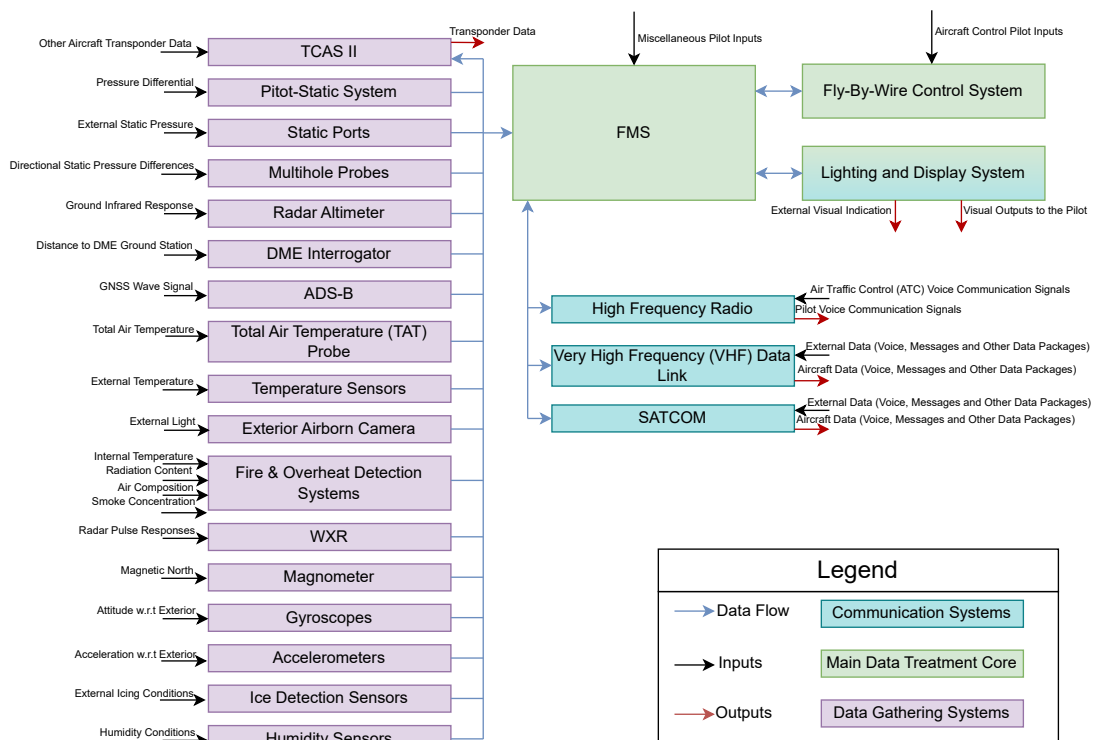 Other Aircraft Transponder Data
TCAS II
Transponder Data
Pressure Differential
Pitot-Static System
External Static Pressure
Static Ports
Directional Static Pressure Differences
Multihole Probes
Ground Infrared Response
Radar Altimeter
Distance to DME Ground Station
DME Interrogator
GNSS Wave Signal
ADS-B
Total Air Temperature
Total Air Temperature (TAT)
Probe
External Temperature
Temperature Sensors
External Light
Exterior Airborn Camera
Internal Temperature
Radiation Content
Air Composition
Smoke Concentration
Fire & Overheat Detection
Systems
Radar Pulse Responses
WXR
Magnetic North
Magnometer
Attitude w.r.t Exterior
Gyroscopes
Acceleration w.r.t Exterior
Accelerometers
External Icing Conditions
Ice Detection Sensors
Humidity Conditions
Humidity Sensors
Miscellaneous Pilot Inputs
FMS
Aircraft Control Pilot Inputs
Fly-By-Wire Control System
Lighting and Display System
External Visual Indication
Visual Outputs to the Pilot
High Frequency Radio
Air Traffic Control (ATC) Voice Communication Signals
Pilot Voice Communication Signals
Very High Frequency (VHF) Data
Link
External Data (Voice, Messages and Other Data Packages)
Aircraft Data (Voice, Messages and Other Data Packages)
SATCOM
External Data (Voice, Messages and Other Data Packages)
Aircraft Data (Voice, Messages and Other Data Packages)
Legend
Data Flow
Communication Systems
Inputs
Main Data Treatment Core
Outputs
Data Gathering Systems